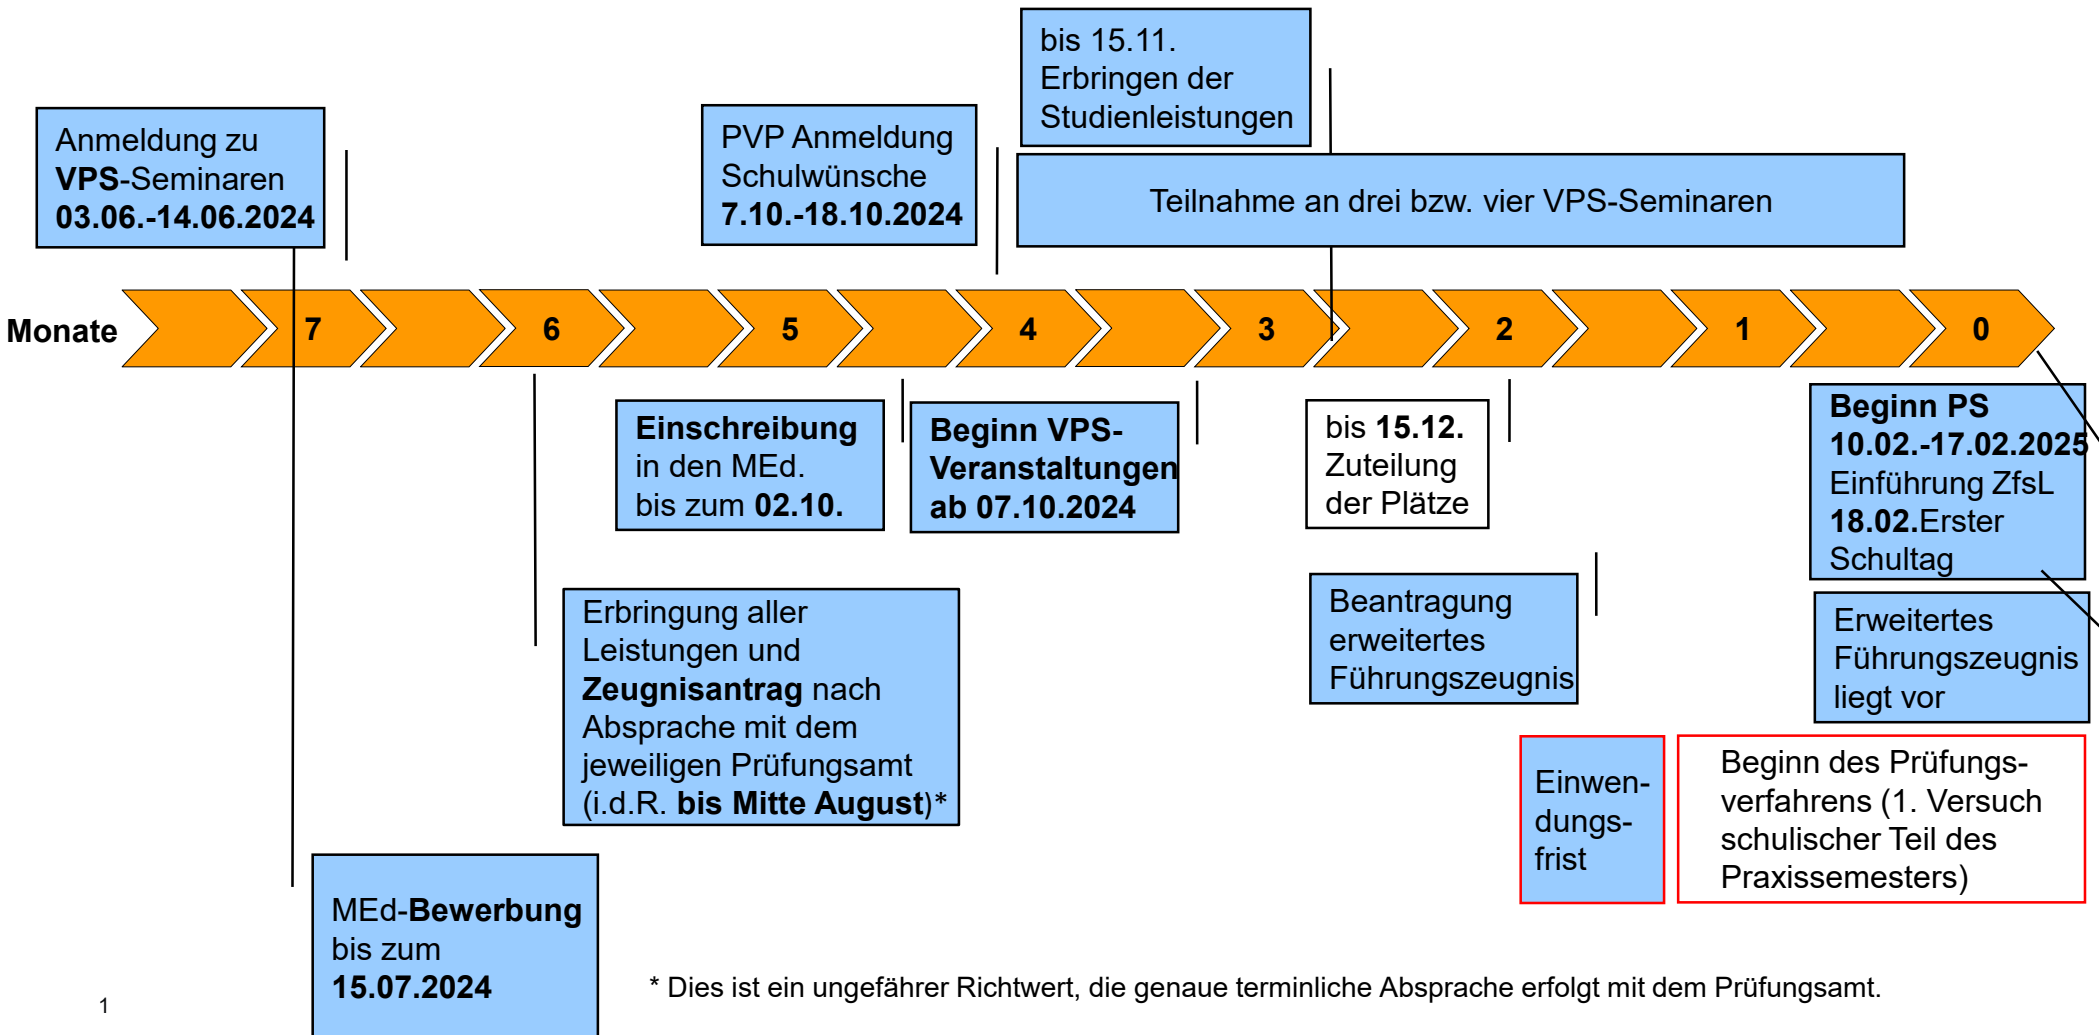 bis 15.11.
Erbringen der
Studienleistungen
Anmeldung zu
VPS-Seminaren
03.06.-14.06.2024
PVP Anmeldung
Schulwünsche
7.10.-18.10.2024
Teilnahme an drei bzw. vier VPS-Seminaren
Monate 7 6 5 4 3 2 1 0
Einschreibung
in den MEd.
bis zum 02.10.
Beginn VPS-
Veranstaltungen
ab 07.10.2024
bis 15.12.
Zuteilung
der Plätze
Beginn PS
10.02.-17.02.2025
Einführung ZfsL
18.02.Erster
Schultag
Erbringung aller
Leistungen und
Zeugnisantrag nach
Absprache mit dem
jeweiligen Prüfungsamt
(i.d.R. bis Mitte August)*
Beantragung
erweitertes
Führungszeugnis
Erweitertes
Führungszeugnis
liegt vor
Einwen-
dungs-
frist
Beginn des Prüfungs-
verfahrens (1. Versuch
schulischer Teil des
Praxissemesters)
MEd-Bewerbung
bis zum
15.07.2024
* Dies ist ein ungefährer Richtwert, die genaue terminliche Absprache erfolgt mit dem Prüfungsamt.
1